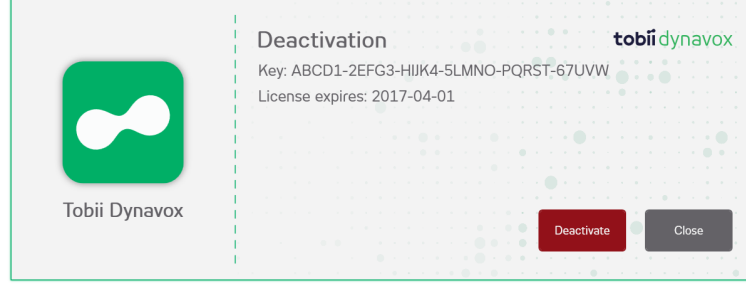 Deactivation
tobii dynavox
Key: ABCD1-2EFG3-HIJK4-5LMNO-PQRST-67UVW
License expires: 2017-04-01
Tobii Dynavox
Deactivate
Close